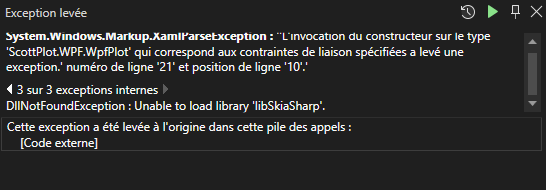 Exception levée
System.Windows.Markup.XamlParseException : "L'invocation du constructeur sur le type
'ScottPlot.WPF.WpfPlot' qui correspond aux contraintes de liaison spécifiées a levé une
exception.' numéro de ligne '21' et position de ligne '10'.'
3 sur 3 exceptions internes
DllNotFoundException : Unable to load library 'libSkiaSharp'.
Cette exception a été levée à l'origine dans cette pile des appels :
[Code externe]